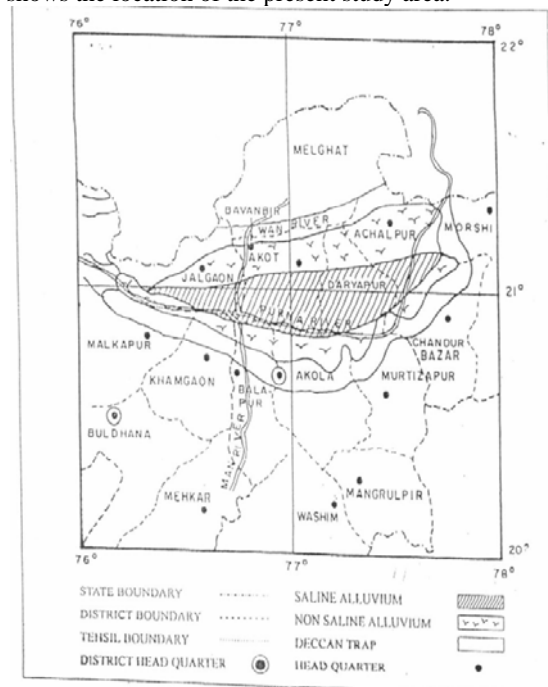 shows the location of the present study area.
76°
77°
78°
22°
MELGHAT
BAVANBIR
WAN RIVER
ACHALPUR
MORSHI
AKOT
JALGAON
DARYAPUR
21°
PURNA RIVER
MALKAPUR
CHANDUR
BAZAR
KHAMGAON
BALA-
PUR
AKOLA
MURTIZAPUR
BULDHANA
MAN RIVER
MEHKAR
MANGRULPIR
WASHIM
76°
77°
20°
78°
STATE BOUNDARY
DISTRICT BOUNDARY
TEHSIL BOUNDARY
DISTRICT HEAD QUARTER
SALINE ALLUVIUM
NON SALINE ALLUVIUM
DECCAN TRAP
HEAD QUARTER